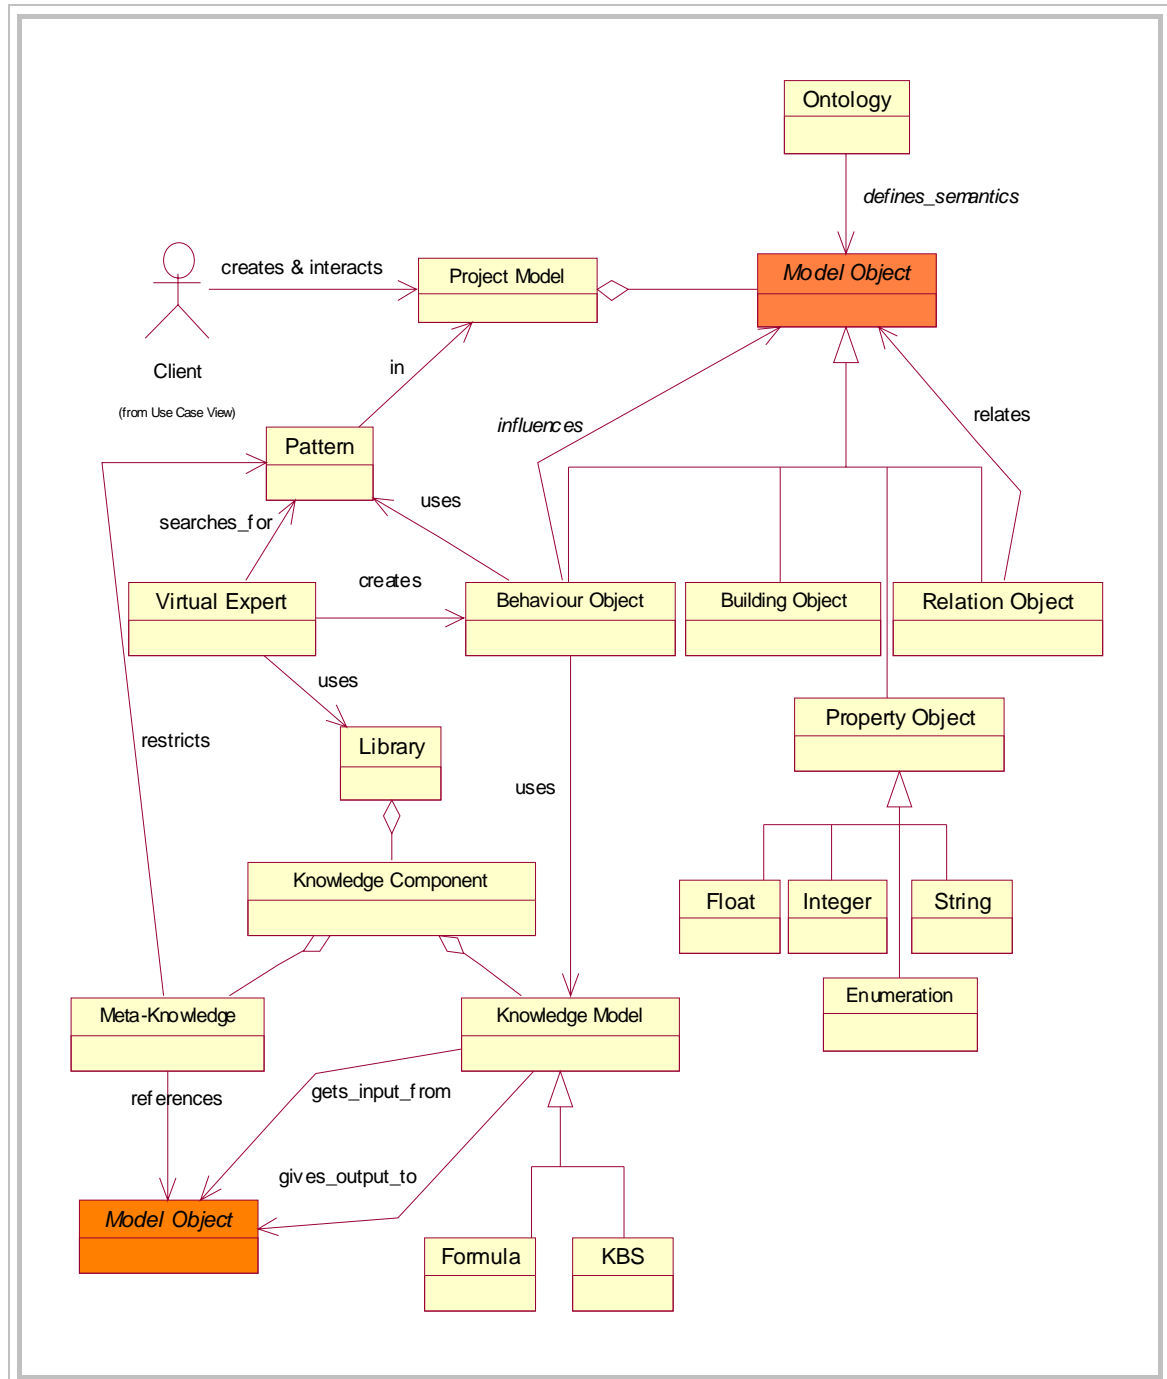 Ontology
defines_semantics
creates & interacts
Project Model
Model Object
Client
(from Use Case View)
in
influences
relates
Pattern
uses
searches_for
creates
Virtual Expert
Behaviour Object
Building Object
Relation Object
uses
Property Object
restricts
Library
uses
Knowledge Component
Float
Integer
String
Enumeration
Meta-Knowledge
Knowledge Model
references
gets_input_from
gives_output_to
Model Object
Formula
KBS